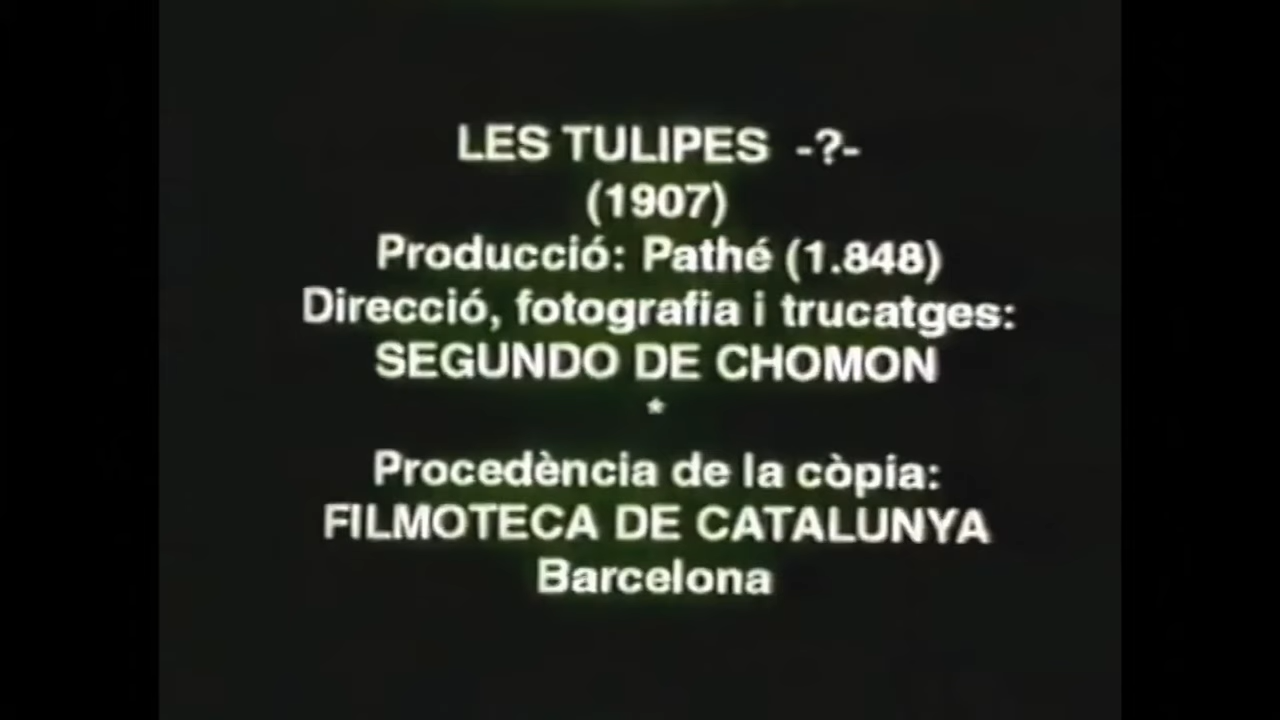 LES TULIPES -?-
(1907)
Producció: Pathé (1.848)
Direcció, fotografia i trucatges:
SEGUNDO DE CHOMON
*
Procedència de la còpia:
FILMOTECA DE CATALUNYA
Barcelona